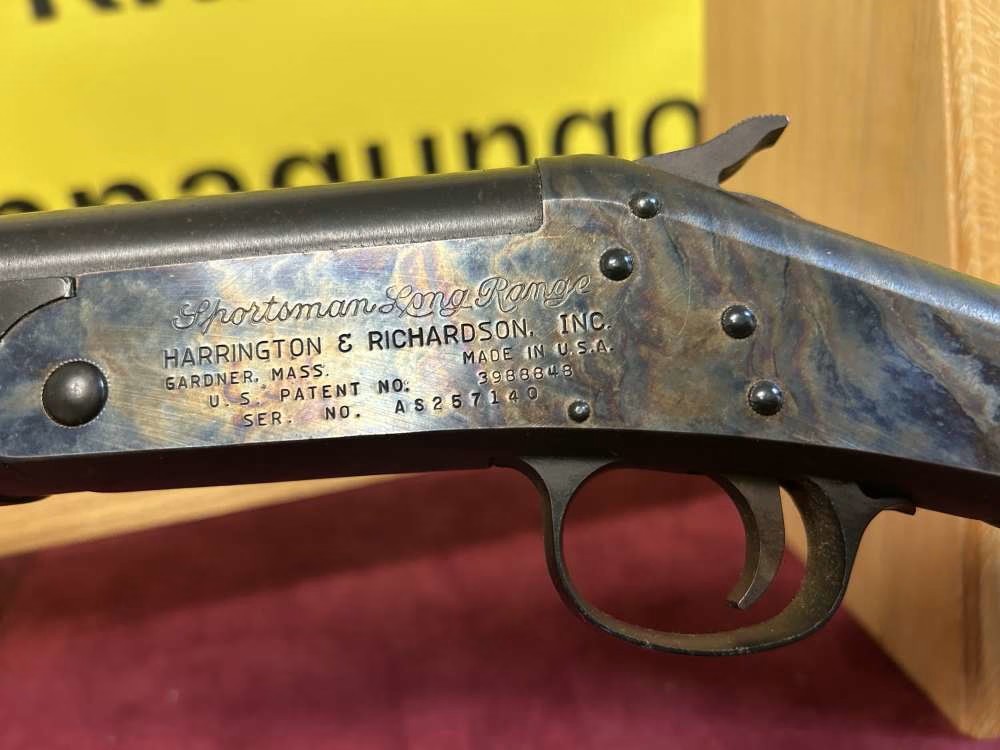 Sportsman Long Range
HARRINGTON & RICHARDSON, INC.
GARDNER, MASS. MADE IN U.S.A.
U.S. PATENT NO. 3988848
SER. NO. AS257140